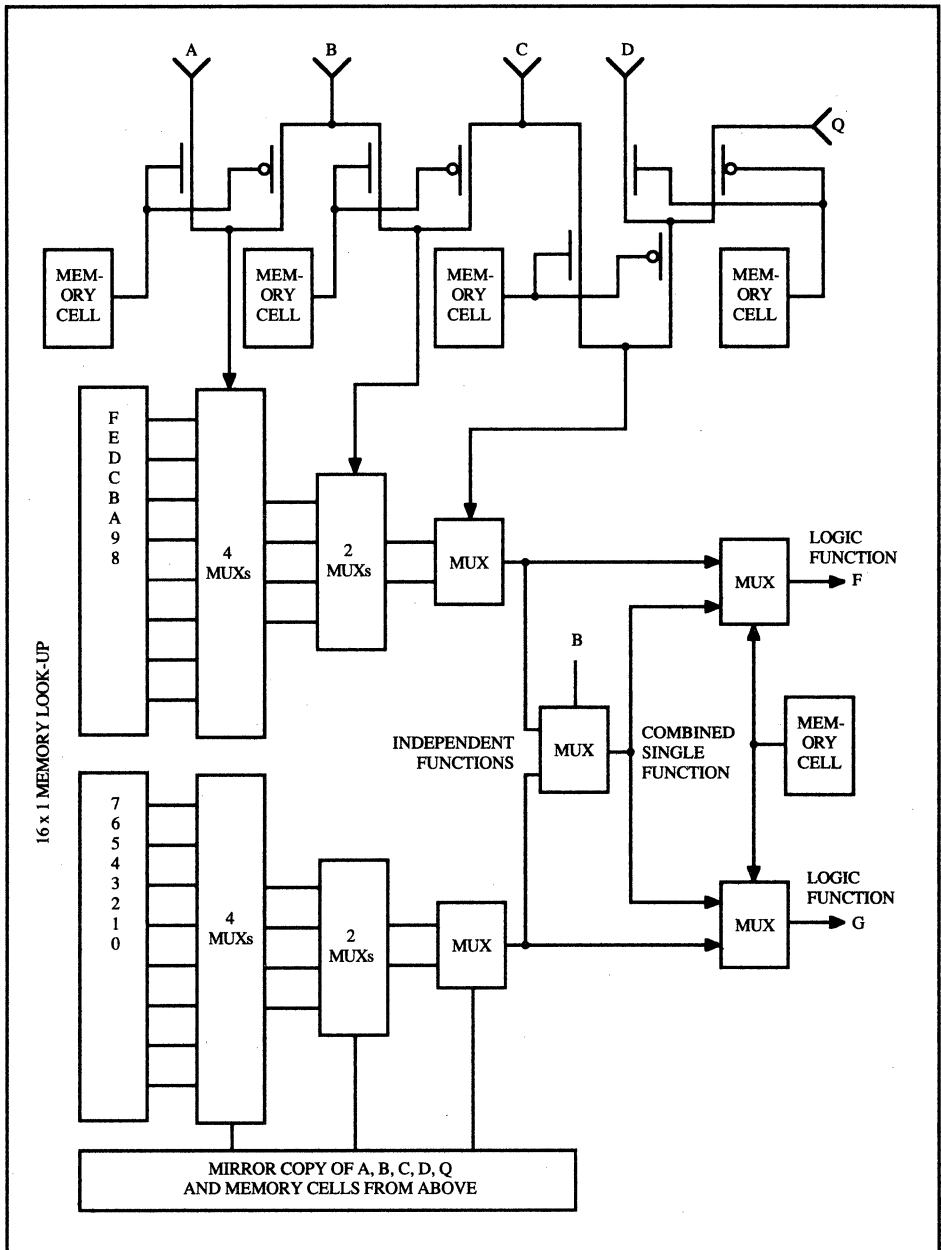 A B C D
Q
MEM-
ORY
CELL
MEM-
ORY
CELL
MEM-
ORY
CELL
MEM-
ORY
CELL
F
E
D
C
B
A
9
8
4
MUXs
2
MUXs
MUX
MUX
LOGIC
FUNCTION
F
16 x 1 MEMORY LOOK-UP
B
INDEPENDENT
FUNCTIONS
MUX
COMBINED
SINGLE
FUNCTION
MEM-
ORY
CELL
7
6
5
4
3
2
1
0
4
MUXs
2
MUXs
MUX
MUX
LOGIC
FUNCTION
G
MIRROR COPY OF A, B, C, D, Q
AND MEMORY CELLS FROM ABOVE